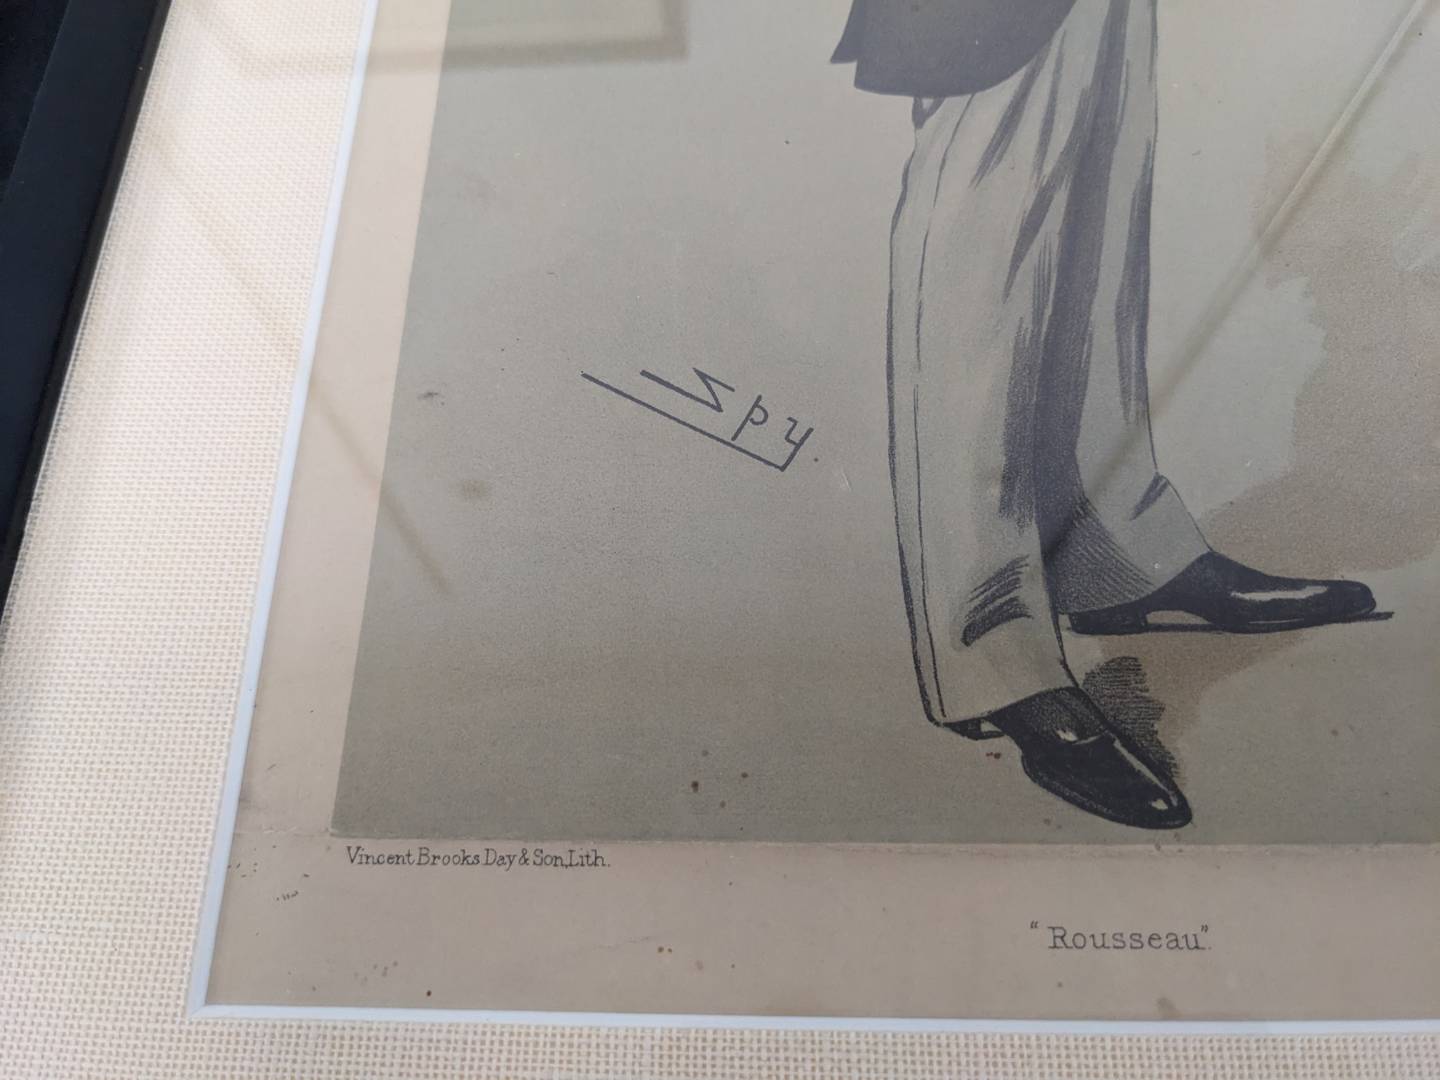 Spy
Vincent Brooks Day & Son, Lith.
"Rousseau".